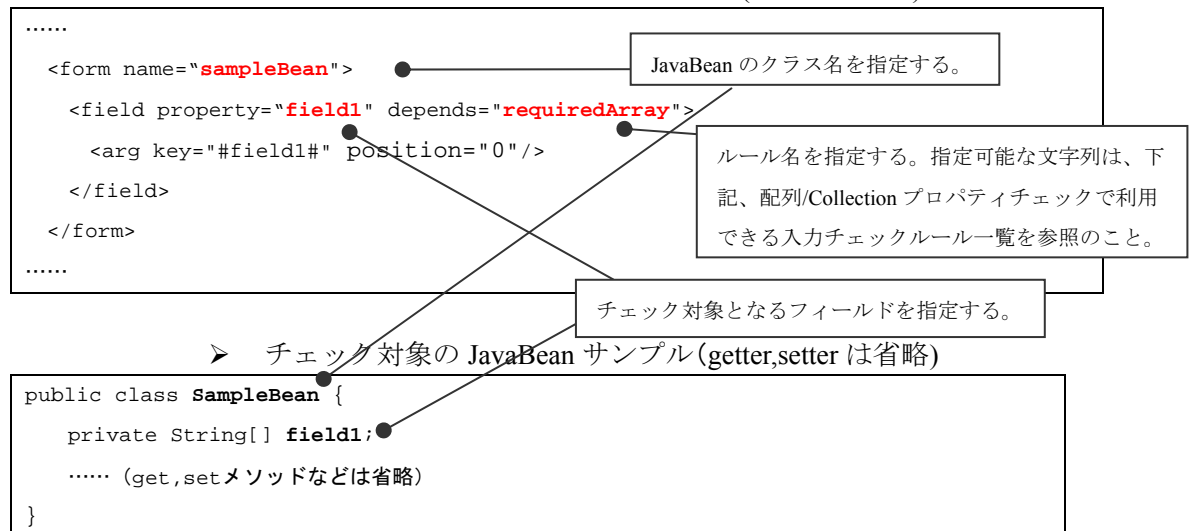 ……
<form name="sampleBean">
JavaBean のクラス名を指定する。
<field property="field1" depends="requiredArray">
<arg key="#field1#" position="0"/>
ルール名を指定する。指定可能な文字列は、下
記、配列/Collection プロパティチェックで利用
できる入力チェックルール一覧を参照のこと。
</field>
</form>
……
チェック対象となるフィールドを指定する。
➢ チェック対象の JavaBean サンプル(getter,setter は省略)
public class SampleBean {
private String[] field1;
……（get,setメソッドなどは省略）
}